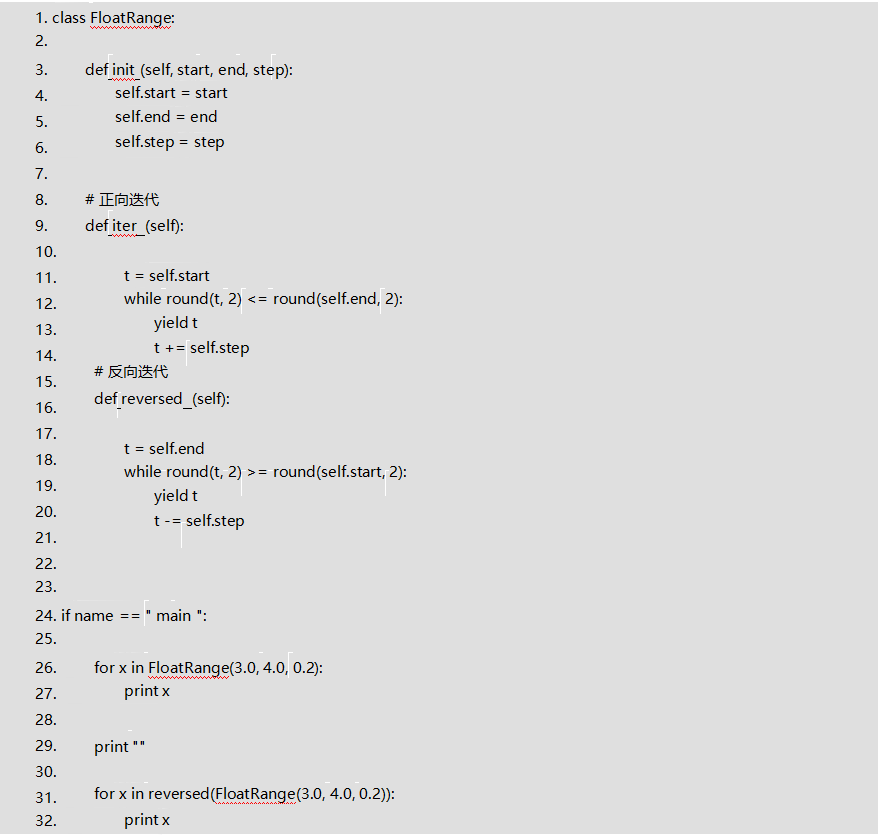 1. class FloatRange:
2.
3. def init_(self, start, end, step):
4. self.start = start
5. self.end = end
6. self.step = step
7.
8. # 正向迭代
9. def iter_(self):
10.
11. t = self.start
12. while round(t, 2) <= round(self.end, 2):
13. yield t
14. t += self.step
15. # 反向迭代
16. def reversed_(self):
17.
18. t = self.end
19. while round(t, 2) >= round(self.start, 2):
20. yield t
21. t -= self.step
22.
23.
24. if name == " main ":
25.
26. for x in FloatRange(3.0, 4.0, 0.2):
27. print x
28.
29. print ""
30.
31. for x in reversed(FloatRange(3.0, 4.0, 0.2)):
32. print x